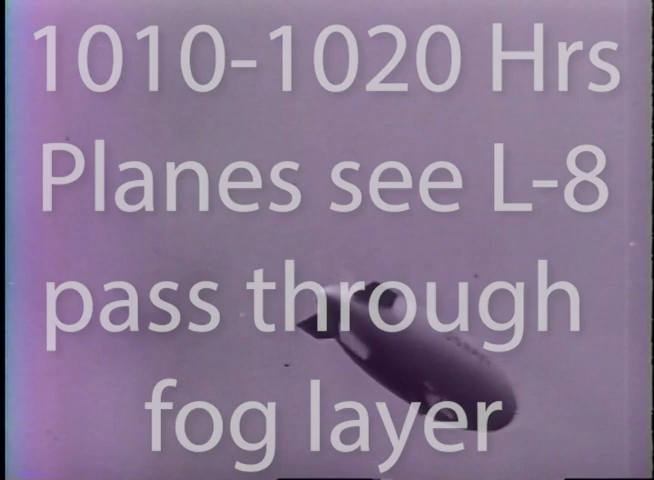 1010-1020 Hrs
Planes see L-8
pass through
fog layer